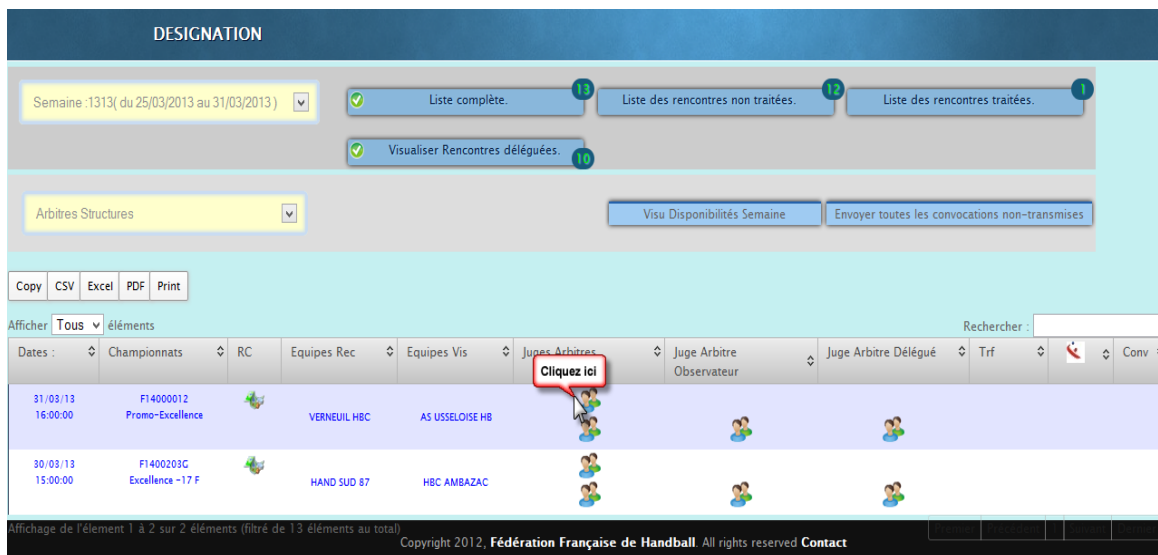 DESIGNATION
Semaine :1313( du 25/03/2013 au 31/03/2013 )
Liste complète. 13
Liste des rencontres non traitées. 12
Liste des rencontres traitées. 1
Visualiser Rencontres déléguées. 10
Arbitres Structures
Visu Disponibilités Semaine
Envoyer toutes les convocations non-transmises
Copy CSV Excel PDF Print
Afficher Tous éléments
Rechercher :
Dates : Championnats RC Equipes Rec Equipes Vis Juges Arbitres Juge Arbitre Observateur Juge Arbitre Délégué Trf Conv
Cliquez ici
31/03/13 16:00:00 F14000012 Promo-Excellence VERNEUIL HBC AS USSELOISE HB
30/03/13 15:00:00 F1400203G Excellence -17 F HAND SUD 87 HBC AMBAZAC
Affichage de l'élement 1 à 2 sur 2 éléments (filtré de 13 éléments au total)
Premier Précédent 1 Suivant Dernier
Copyright 2012, Fédération Française de Handball. All rights reserved Contact